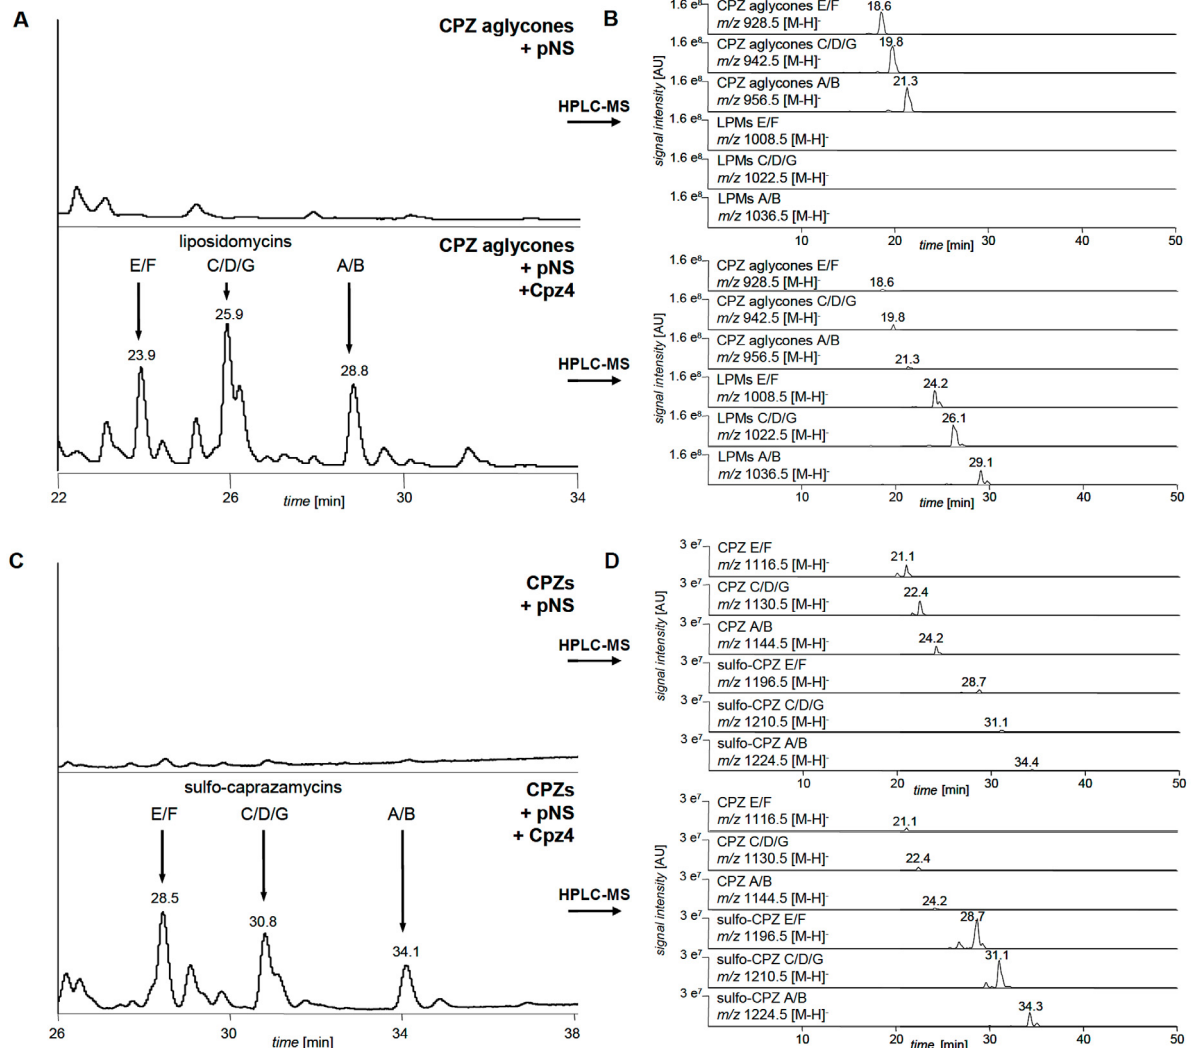 A
CPZ aglycones
+ pNS
HPLC-MS
liposidomycins
E/F
C/D/G
A/B
CPZ aglycones
+ pNS
+Cpz4
23.9
25.9
28.8
HPLC-MS
22
26
30
34
time [min]
B
signal intensity [AU]
1.6 e⁸
CPZ aglycones E/F
m/z 928.5 [M-H]⁻
18.6
1.6 e⁸
CPZ aglycones C/D/G
m/z 942.5 [M-H]⁻
19.8
1.6 e⁸
CPZ aglycones A/B
m/z 956.5 [M-H]⁻
21.3
1.6 e⁸
LPMs E/F
m/z 1008.5 [M-H]⁻
1.6 e⁸
LPMs C/D/G
m/z 1022.5 [M-H]⁻
1.6 e⁸
LPMs A/B
m/z 1036.5 [M-H]⁻
10
20
30
40
50
time [min]
signal intensity [AU]
1.6 e⁸
CPZ aglycones E/F
m/z 928.5 [M-H]⁻
18.6
1.6 e⁸
CPZ aglycones C/D/G
m/z 942.5 [M-H]⁻
19.8
1.6 e⁸
CPZ aglycones A/B
m/z 956.5 [M-H]⁻
21.3
1.6 e⁸
LPMs E/F
m/z 1008.5 [M-H]⁻
24.2
1.6 e⁸
LPMs C/D/G
m/z 1022.5 [M-H]⁻
26.1
1.6 e⁸
LPMs A/B
m/z 1036.5 [M-H]⁻
29.1
10
20
30
40
50
time [min]
C
CPZs
+ pNS
HPLC-MS
sulfo-caprazamycins
E/F
C/D/G
A/B
CPZs
+ pNS
+ Cpz4
28.5
30.8
34.1
HPLC-MS
26
30
34
38
time [min]
D
signal intensity [AU]
3 e⁷
CPZ E/F
m/z 1116.5 [M-H]⁻
21.1
3 e⁷
CPZ C/D/G
m/z 1130.5 [M-H]⁻
22.4
3 e⁷
CPZ A/B
m/z 1144.5 [M-H]⁻
24.2
3 e⁷
sulfo-CPZ E/F
m/z 1196.5 [M-H]⁻
28.7
3 e⁷
sulfo-CPZ C/D/G
m/z 1210.5 [M-H]⁻
31.1
3 e⁷
sulfo-CPZ A/B
m/z 1224.5 [M-H]⁻
34.4
10
20
30
40
50
time [min]
signal intensity [AU]
3 e⁷
CPZ E/F
m/z 1116.5 [M-H]⁻
21.1
3 e⁷
CPZ C/D/G
m/z 1130.5 [M-H]⁻
22.4
3 e⁷
CPZ A/B
m/z 1144.5 [M-H]⁻
24.2
3 e⁷
sulfo-CPZ E/F
m/z 1196.5 [M-H]⁻
28.7
3 e⁷
sulfo-CPZ C/D/G
m/z 1210.5 [M-H]⁻
31.1
3 e⁷
sulfo-CPZ A/B
m/z 1224.5 [M-H]⁻
34.3
10
20
30
40
50
time [min]